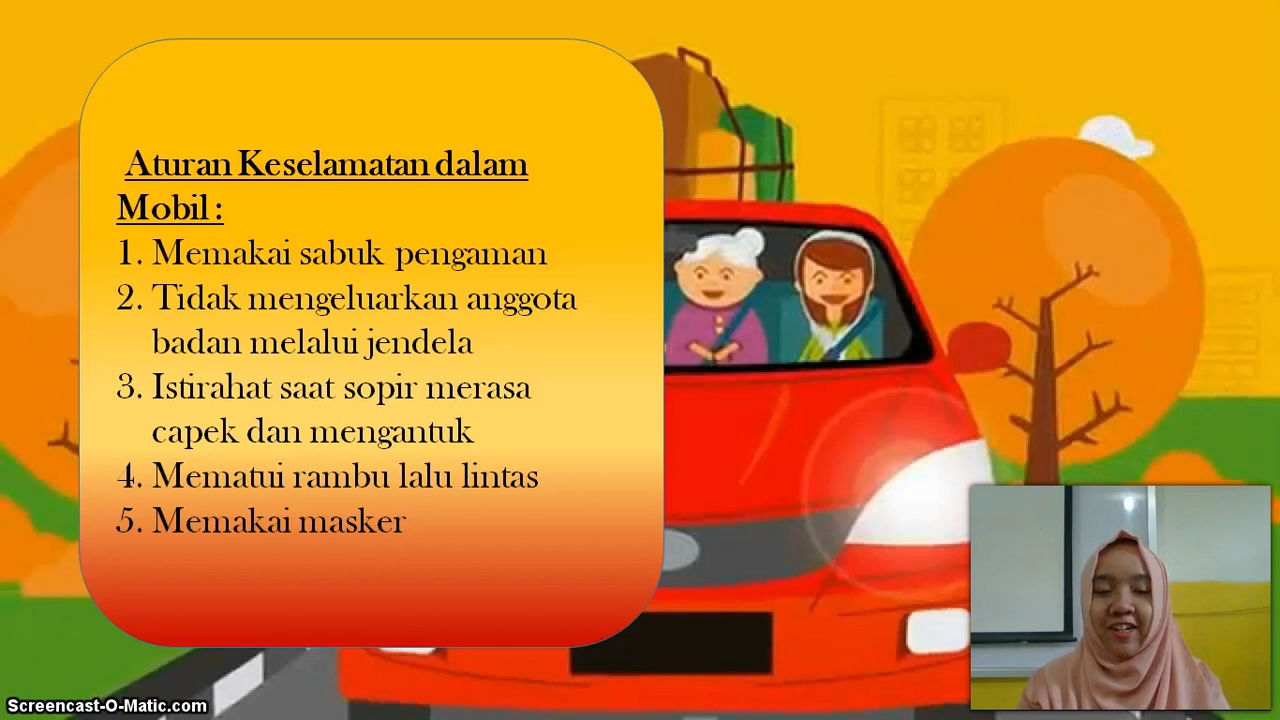 Aturan Keselamatan dalam
Mobil :
1. Memakai sabuk pengaman
2. Tidak mengeluarkan anggota
badan melalui jendela
3. Istirahat saat sopir merasa
capek dan mengantuk
4. Mematui rambu lalu lintas
5. Memakai masker
Screencast-O-Matic.com